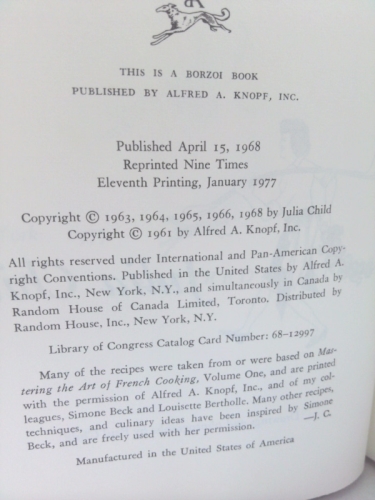 THIS IS A BORZOI BOOK
PUBLISHED BY ALFRED A. KNOPF, INC.
Published April 15, 1968
Reprinted Nine Times
Eleventh Printing, January 1977
Copyright © 1963, 1964, 1965, 1966, 1968 by Julia Child
Copyright © 1961 by Alfred A. Knopf, Inc.
All rights reserved under International and Pan-American Copy-
right Conventions. Published in the United States by Alfred A.
Knopf, Inc., New York, N.Y., and simultaneously in Canada by
Random House of Canada Limited, Toronto. Distributed by
Random House, Inc., New York, N.Y.
Library of Congress Catalog Card Number: 68-12997
Many of the recipes were taken from or were based on Mas-
tering the Art of French Cooking, Volume One, and are printed
with the permission of Alfred A. Knopf, Inc., and of my col-
leagues, Simone Beck and Louisette Bertholle. Many other recipes,
techniques, and culinary ideas have been inspired by Simone
Beck, and are freely used with her permission. —J. C.
Manufactured in the United States of America